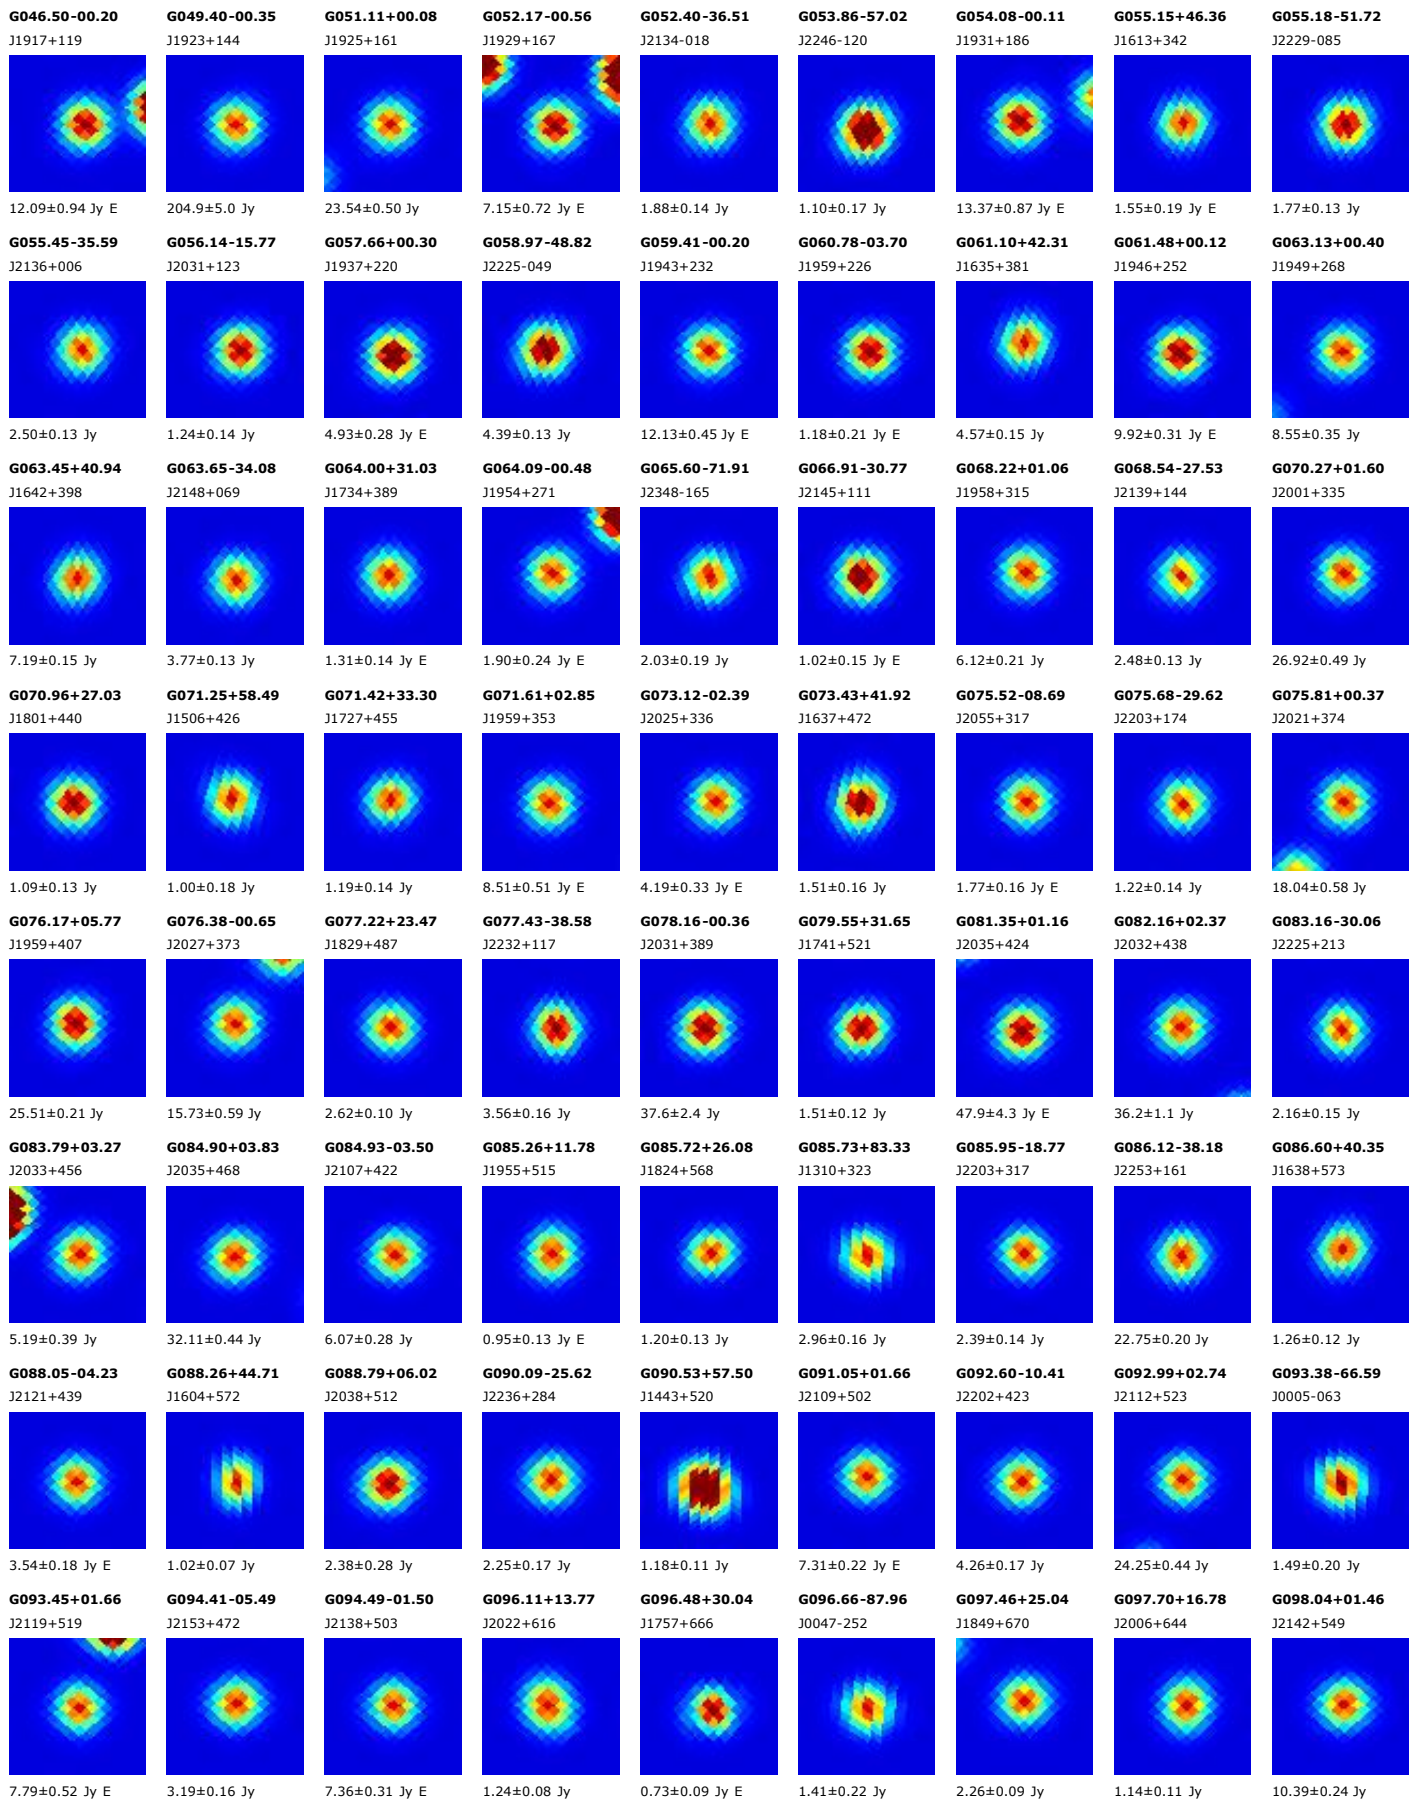 G046.50-00.20 G049.40-00.35 G051.11+00.08 G052.17-00.56 G052.40-36.51 G053.86-57.02 G054.08-00.11 G055.15+46.36 G055.18-51.72
J1917+119 J1923+144 J1925+161 J1929+167 J2134-018 J2246-120 J1931+186 J1613+342 J2229-085
12.09±0.94 Jy E 204.9±5.0 Jy 23.54±0.50 Jy 7.15±0.72 Jy E 1.88±0.14 Jy 1.10±0.17 Jy 13.37±0.87 Jy E 1.55±0.19 Jy E 1.77±0.13 Jy
G055.45-35.59 G056.14-15.77 G057.66+00.30 G058.97-48.82 G059.41-00.20 G060.78-03.70 G061.10+42.31 G061.48+00.12 G063.13+00.40
J2136+006 J2031+123 J1937+220 J2225-049 J1943+232 J1959+226 J1635+381 J1946+252 J1949+268
2.50±0.13 Jy 1.24±0.14 Jy 4.93±0.28 Jy E 4.39±0.13 Jy 12.13±0.45 Jy E 1.18±0.21 Jy E 4.57±0.15 Jy 9.92±0.31 Jy E 8.55±0.35 Jy
G063.45+40.94 G063.65-34.08 G064.00+31.03 G064.09-00.48 G065.60-71.91 G066.91-30.77 G068.22+01.06 G068.54-27.53 G070.27+01.60
J1642+398 J2148+069 J1734+389 J1954+271 J2348-165 J2145+111 J1958+315 J2139+144 J2001+335
7.19±0.15 Jy 3.77±0.13 Jy 1.31±0.14 Jy E 1.90±0.24 Jy E 2.03±0.19 Jy 1.02±0.15 Jy E 6.12±0.21 Jy 2.48±0.13 Jy 26.92±0.49 Jy
G070.96+27.03 G071.25+58.49 G071.42+33.30 G071.61+02.85 G073.12-02.39 G073.43+41.92 G075.52-08.69 G075.68-29.62 G075.81+00.37
J1801+440 J1506+426 J1727+455 J1959+353 J2025+336 J1637+472 J2055+317 J2203+174 J2021+374
1.09±0.13 Jy 1.00±0.18 Jy 1.19±0.14 Jy 8.51±0.51 Jy E 4.19±0.33 Jy E 1.51±0.16 Jy 1.77±0.16 Jy E 1.22±0.14 Jy 18.04±0.58 Jy
G076.17+05.77 G076.38-00.65 G077.22+23.47 G077.43-38.58 G078.16-00.36 G079.55+31.65 G081.35+01.16 G082.16+02.37 G083.16-30.06
J1959+407 J2027+373 J1829+487 J2232+117 J2031+389 J1741+521 J2035+424 J2032+438 J2225+213
25.51±0.21 Jy 15.73±0.59 Jy 2.62±0.10 Jy 3.56±0.16 Jy 37.6±2.4 Jy 1.51±0.12 Jy 47.9±4.3 Jy E 36.2±1.1 Jy 2.16±0.15 Jy
G083.79+03.27 G084.90+03.83 G084.93-03.50 G085.26+11.78 G085.72+26.08 G085.73+83.33 G085.95-18.77 G086.12-38.18 G086.60+40.35
J2033+456 J2035+468 J2107+422 J1955+515 J1824+568 J1310+323 J2203+317 J2253+161 J1638+573
5.19±0.39 Jy 32.11±0.44 Jy 6.07±0.28 Jy 0.95±0.13 Jy E 1.20±0.13 Jy 2.96±0.16 Jy 2.39±0.14 Jy 22.75±0.20 Jy 1.26±0.12 Jy
G088.05-04.23 G088.26+44.71 G088.79+06.02 G090.09-25.62 G090.53+57.50 G091.05+01.66 G092.60-10.41 G092.99+02.74 G093.38-66.59
J2121+439 J1604+572 J2038+512 J2236+284 J1443+520 J2109+502 J2202+423 J2112+523 J0005-063
3.54±0.18 Jy E 1.02±0.07 Jy 2.38±0.28 Jy 2.25±0.17 Jy 1.18±0.11 Jy 7.31±0.22 Jy E 4.26±0.17 Jy 24.25±0.44 Jy 1.49±0.20 Jy
G093.45+01.66 G094.41-05.49 G094.49-01.50 G096.11+13.77 G096.48+30.04 G096.66-87.96 G097.46+25.04 G097.70+16.78 G098.04+01.46
J2119+519 J2153+472 J2138+503 J2022+616 J1757+666 J0047-252 J1849+670 J2006+644 J2142+549
7.79±0.52 Jy E 3.19±0.16 Jy 7.36±0.31 Jy E 1.24±0.08 Jy 0.73±0.09 Jy E 1.41±0.22 Jy 2.26±0.09 Jy 1.14±0.11 Jy 10.39±0.24 Jy